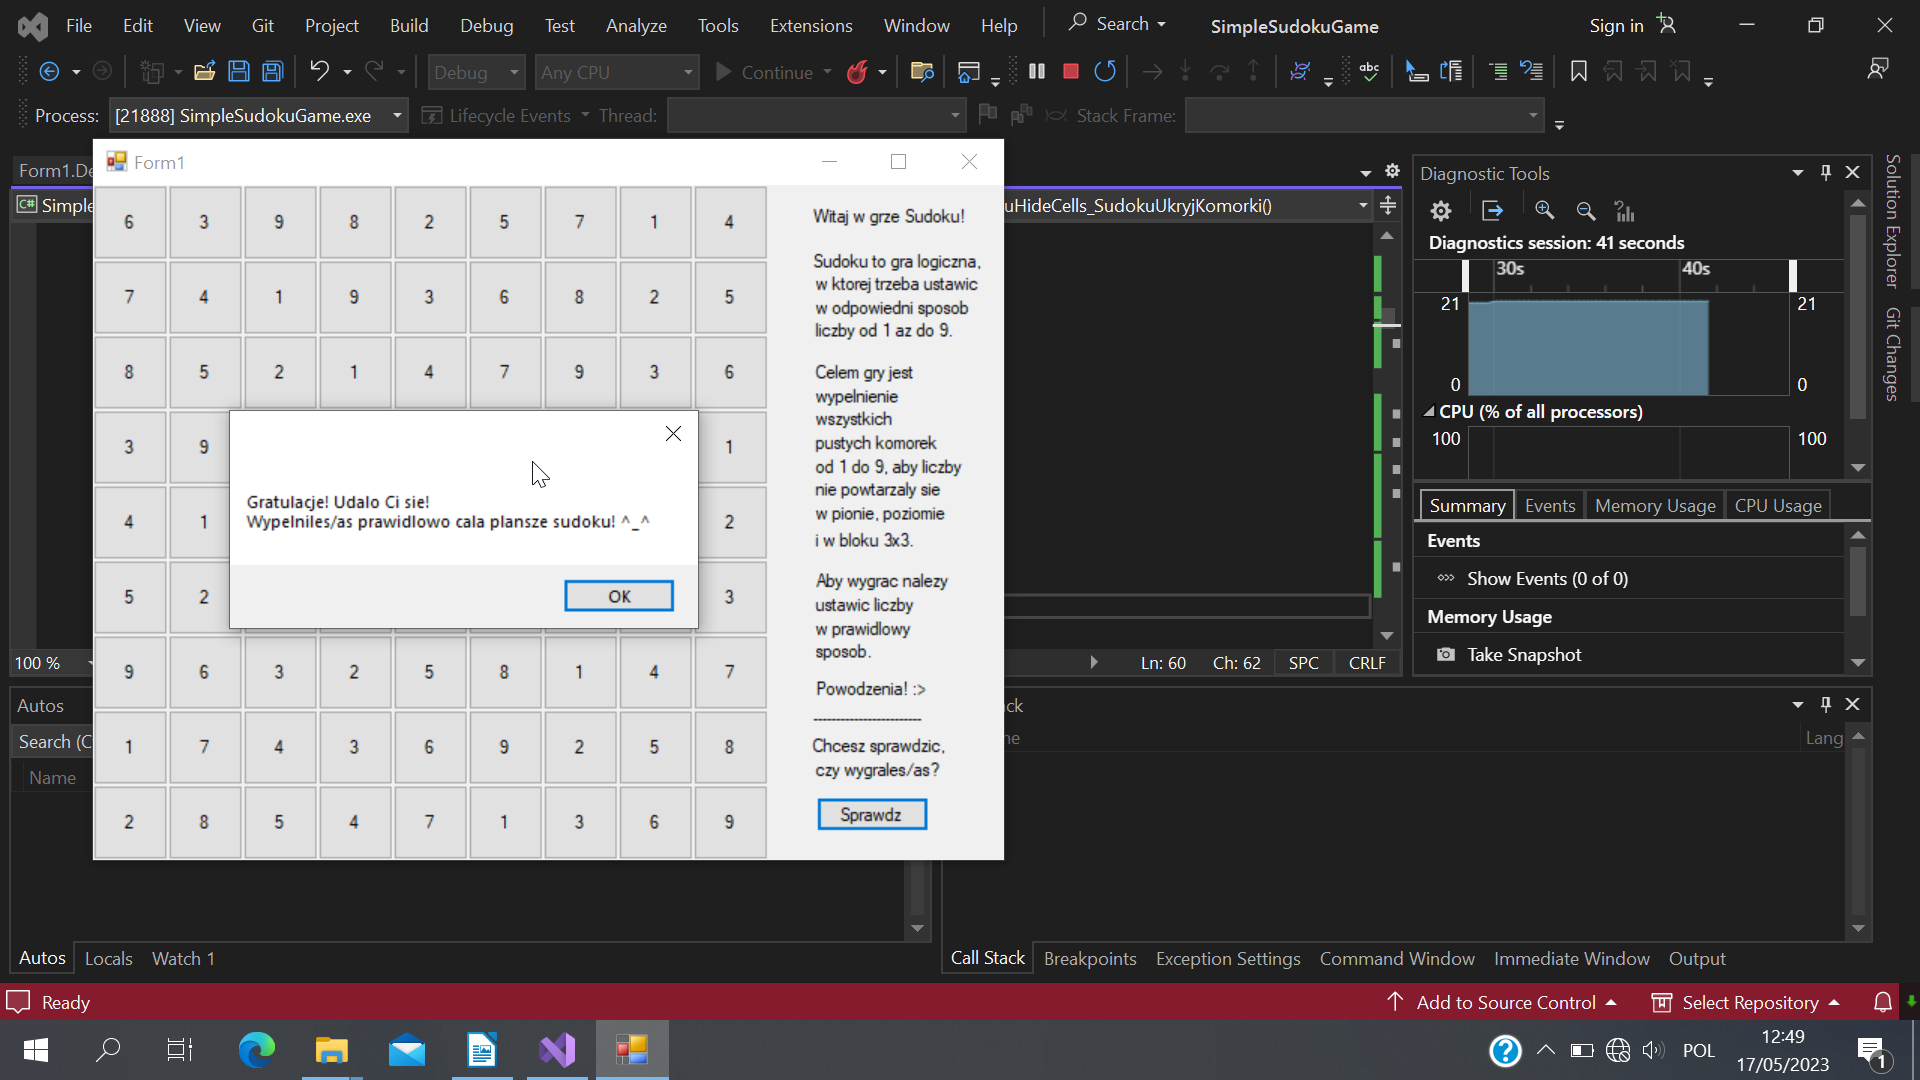 File Edit View Git Project Build Debug Test Analyze Tools Extensions Window Help Search SimpleSudokuGame Sign in
Debug Any CPU Continue
Process: [21888] SimpleSudokuGame.exe Lifecycle Events Thread: Stack Frame:
Form1.De
Form1
C# Simple
uHideCells_SudokuUkryjKomorki()
6 3 9 8 2 5 7 1 4
7 4 1 9 3 6 8 2 5
8 5 2 1 4 7 9 3 6
3 9 1
4 1 2
5 2 3
9 6 3 2 5 8 1 4 7
1 7 4 3 6 9 2 5 8
2 8 5 4 7 1 3 6 9
Gratulacje! Udalo Ci sie!
Wypelniles/as prawidlowo cala plansze sudoku! ^_^
OK
Witaj w grze Sudoku!
Sudoku to gra logiczna,
w ktorej trzeba ustawic
w odpowiedni sposob
liczby od 1 az do 9.
Celem gry jest
wypelnienie
wszystkich
pustych komorek
od 1 do 9, aby liczby
nie powtarzaly sie
w pionie, poziomie
i w bloku 3x3.
Aby wygrac nalezy
ustawic liczby
w prawidlowy
sposob.
Powodzenia! :>
------------------------
Chcesz sprawdzic,
czy wygrales/as?
Sprawdz
100 %
Ln: 60 Ch: 62 SPC CRLF
Diagnostic Tools
Diagnostics session: 41 seconds
30s 40s
21 21
0 0
CPU (% of all processors)
100 100
Summary Events Memory Usage CPU Usage
Events
Show Events (0 of 0)
Memory Usage
Take Snapshot
Solution Explorer
Git Changes
Autos
Search (C
Name
Autos Locals Watch 1
ck
ne
Lang
Call Stack Breakpoints Exception Settings Command Window Immediate Window Output
Ready
Add to Source Control Select Repository
POL
12:49
17/05/2023
1